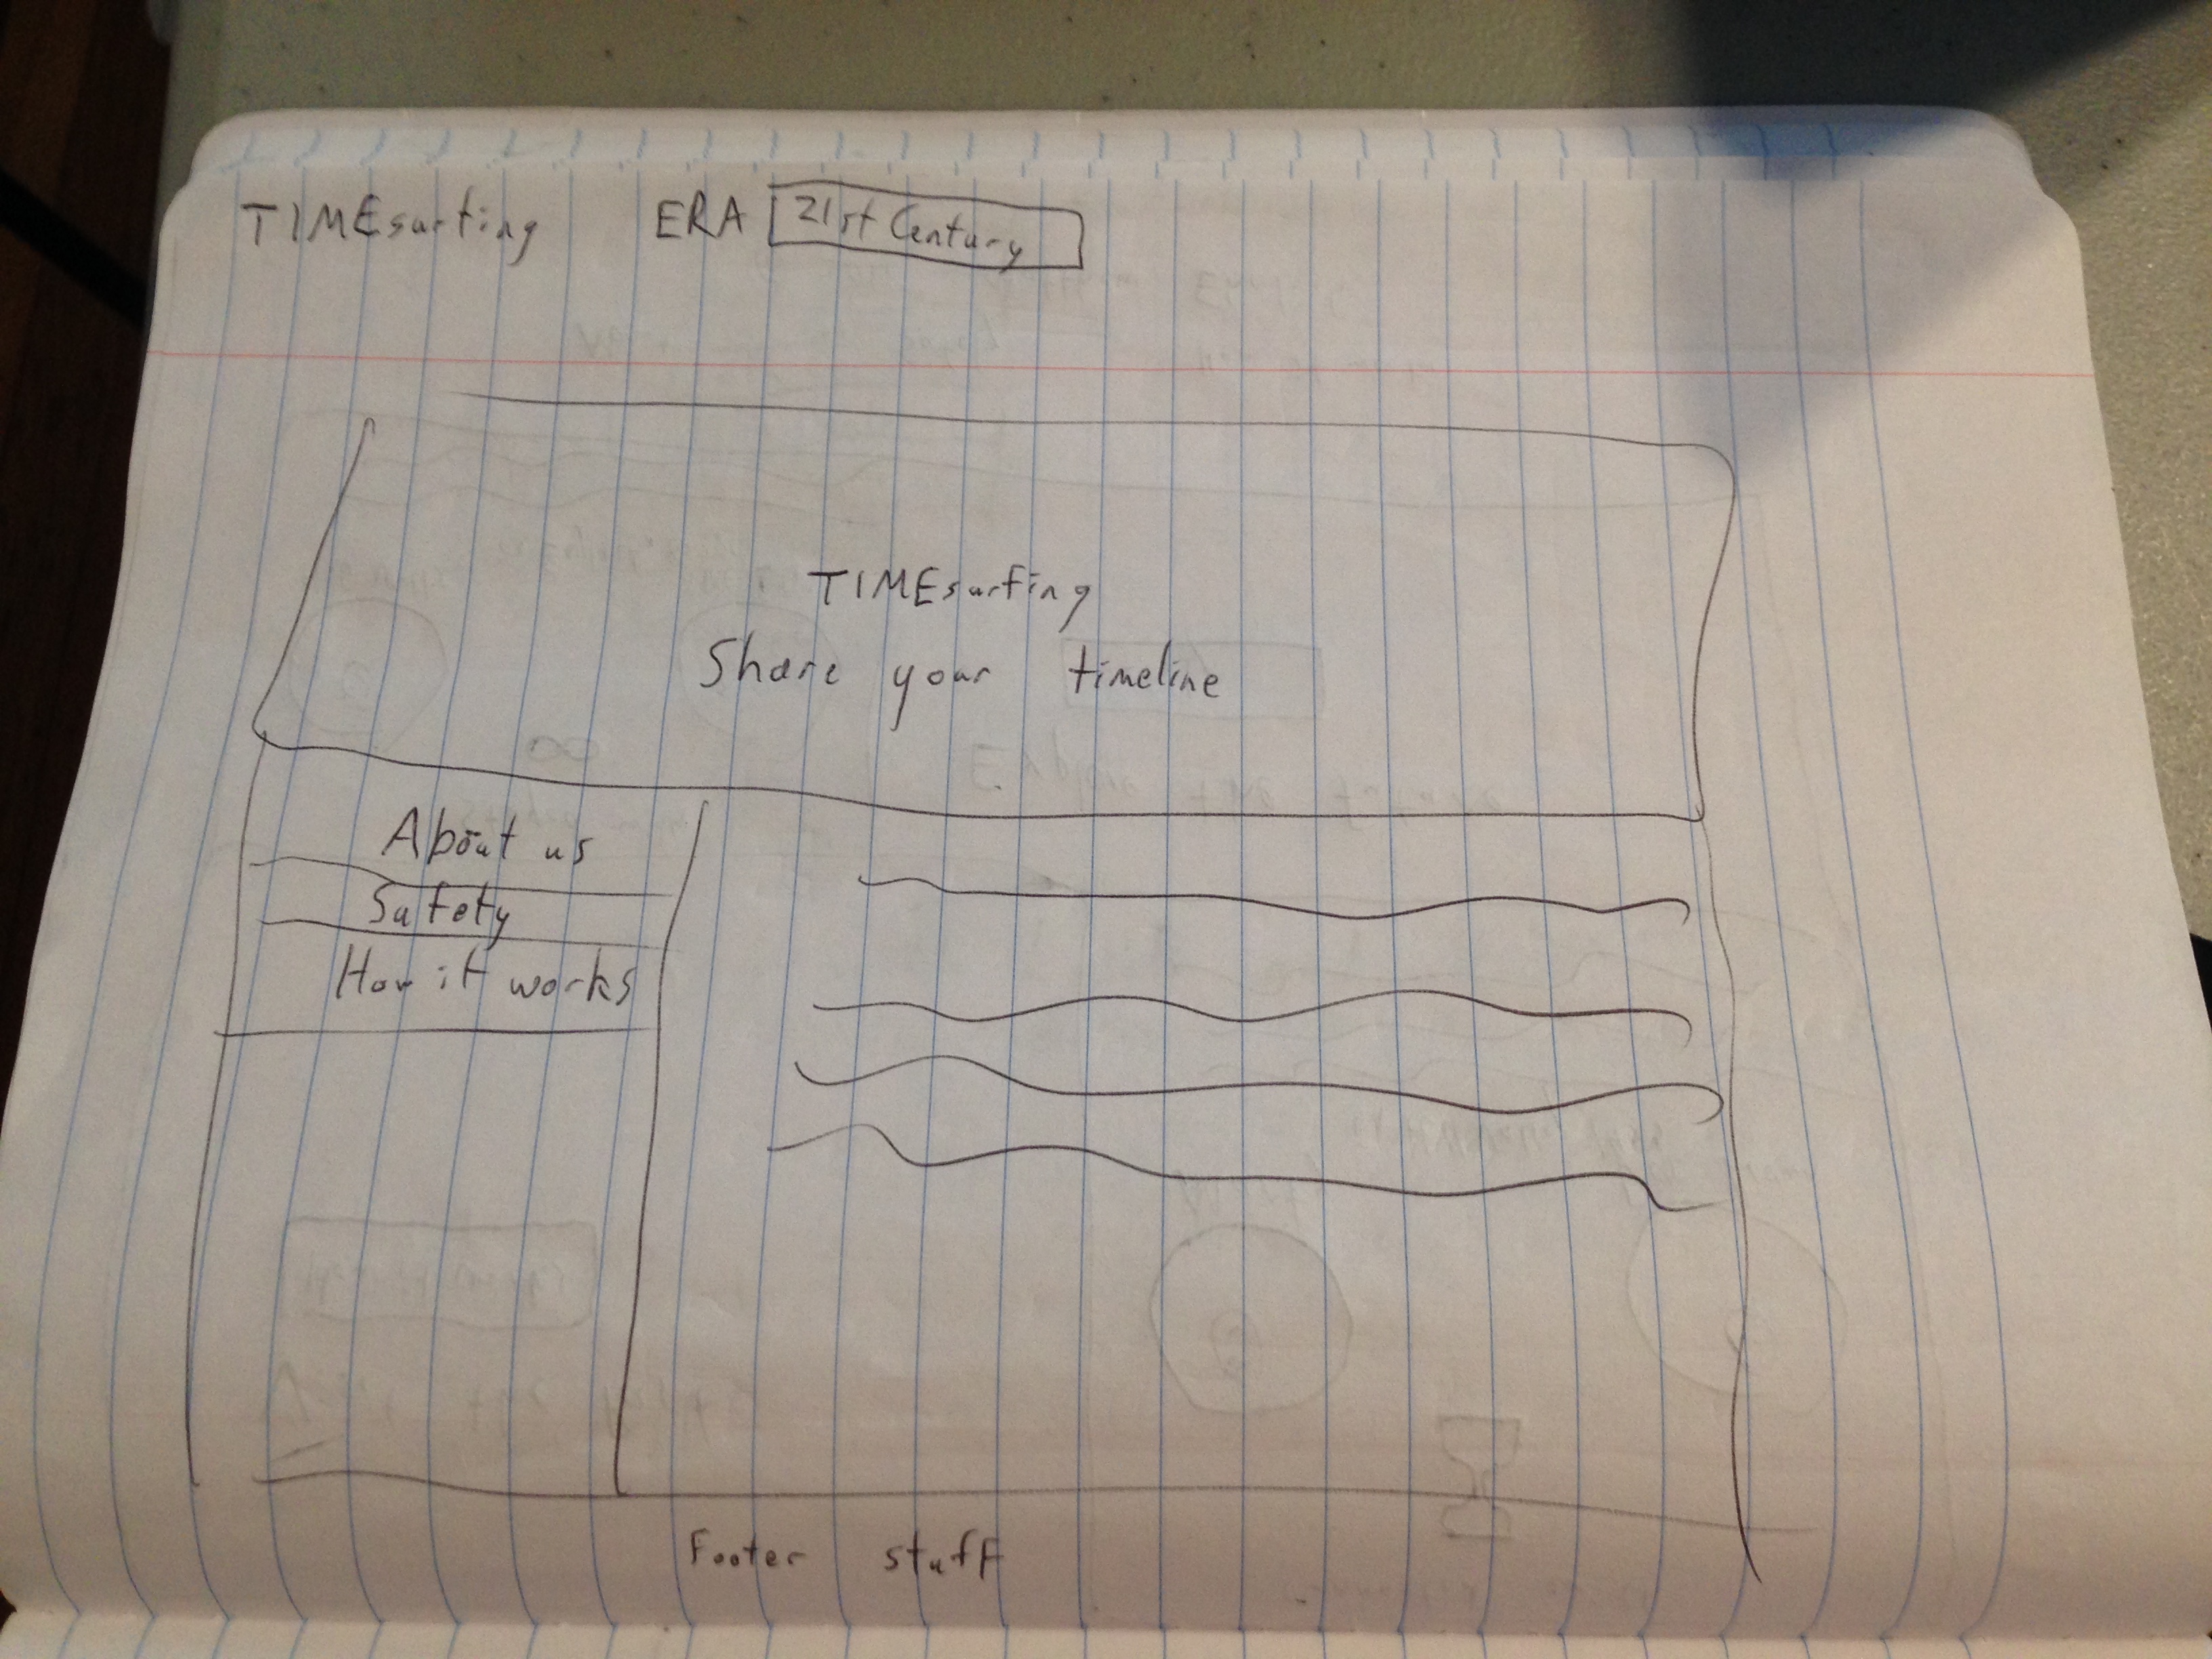 TIMEsurfing ERA 21st Century
TIMEsurfing
Share your timeline
About us
Safety
How it works
Footer stuff